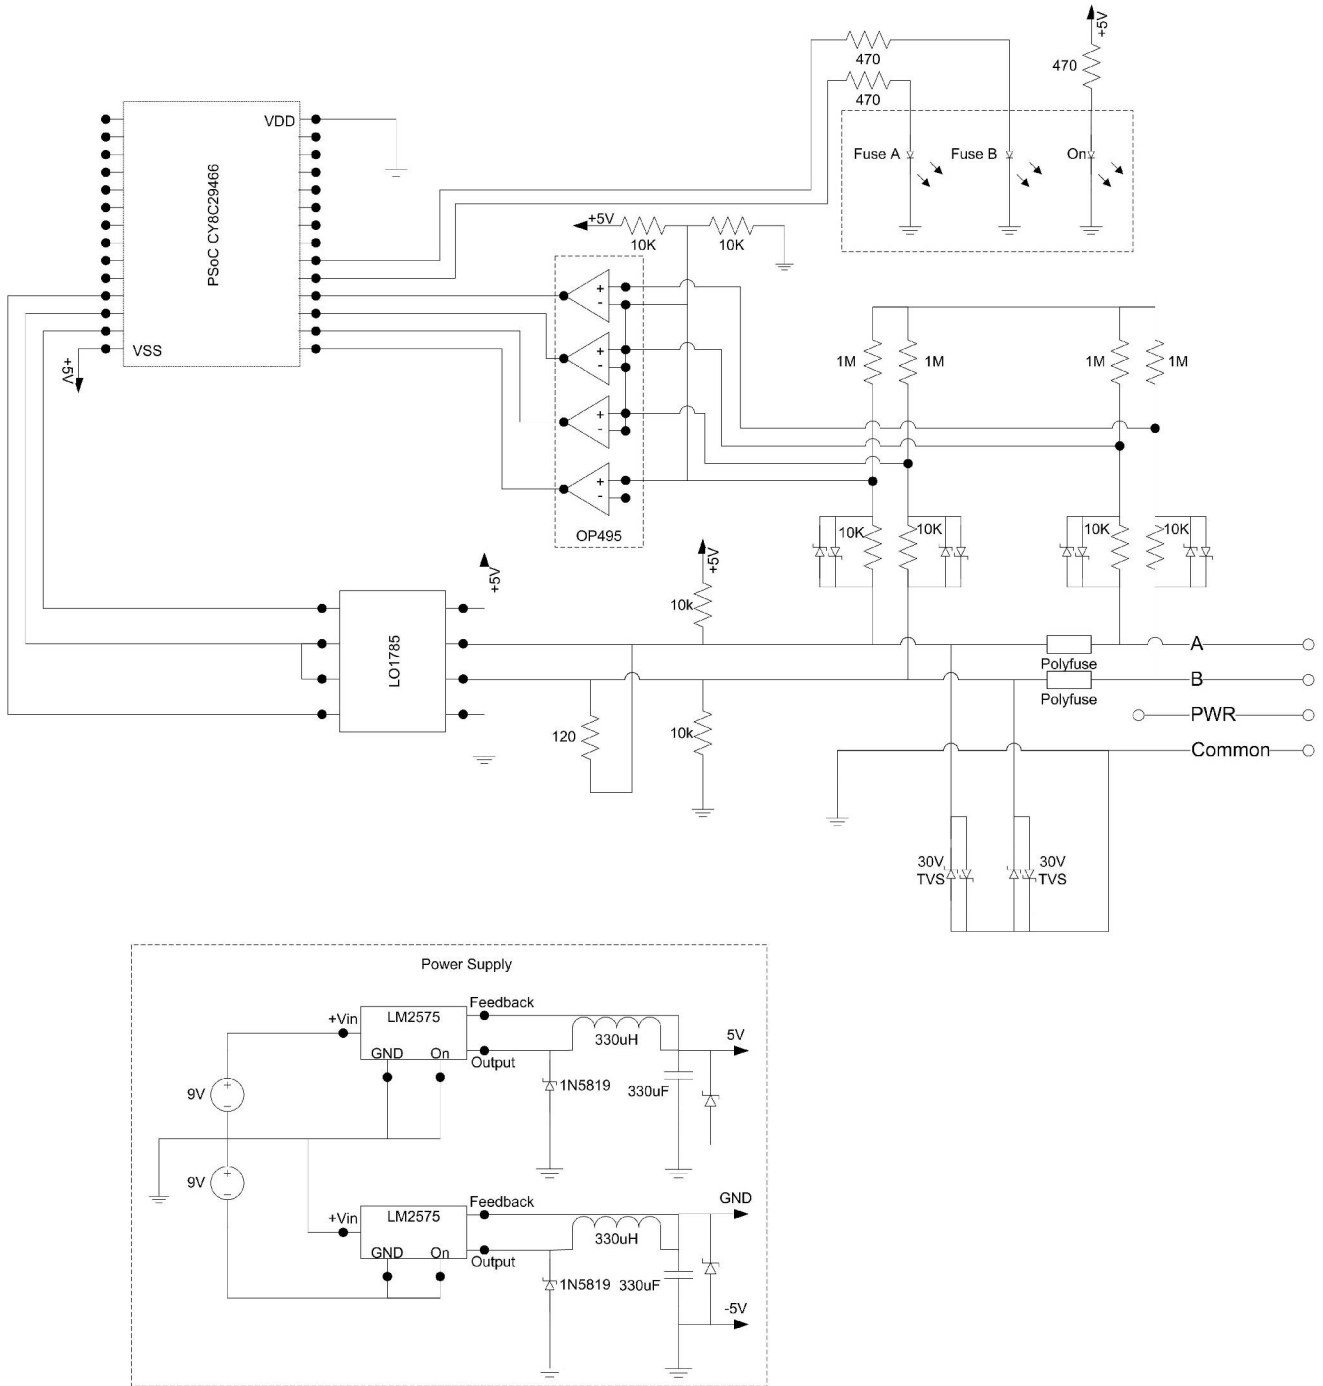 +5V
470
470
470
VDD
PSoC CY8C29466
VSS
+5V
Fuse A
Fuse B
On
+5V
10K
10K
+
-
+
-
+
-
+
-
OP495
1M
1M
1M
1M
10K
10K
10K
10K
+5V
+5V
10k
LO1785
A
Polyfuse
B
Polyfuse
120
10k
PWR
Common
30V
TVS
30V
TVS
Power Supply
Feedback
+Vin
LM2575
330uH
5V
GND
On
Output
9V
+
−
1N5819
330uF
9V
+
−
Feedback
GND
+Vin
LM2575
330uH
GND
On
Output
1N5819
330uF
-5V